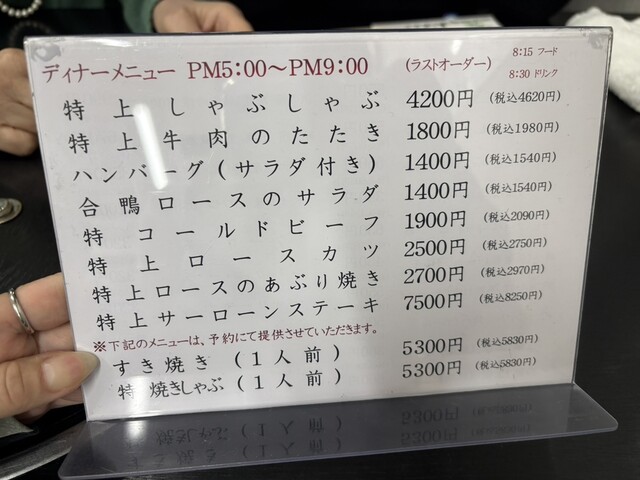 ディナーメニュー PM5:00～PM9:00 (ラストオーダー) 8:15 フード
8:30 ドリンク
特上しゃぶしゃぶ 4200円 (税込4620円)
特上牛肉のたたき 1800円 (税込1980円)
ハンバーグ(サラダ付き) 1400円 (税込1540円)
合鴨ロースのサラダ 1400円 (税込1540円)
特コールドビーフ 1900円 (税込2090円)
特上ロースカツ 2500円 (税込2750円)
特上ロースのあぶり焼き 2700円 (税込2970円)
特上サーロインステーキ 7500円 (税込8250円)
※下記のメニューは、予約にて提供させていただきます。
すき焼き (1人前) 5300円 (税込5830円)
特 焼きしゃぶ (1人前) 5300円 (税込5830円)